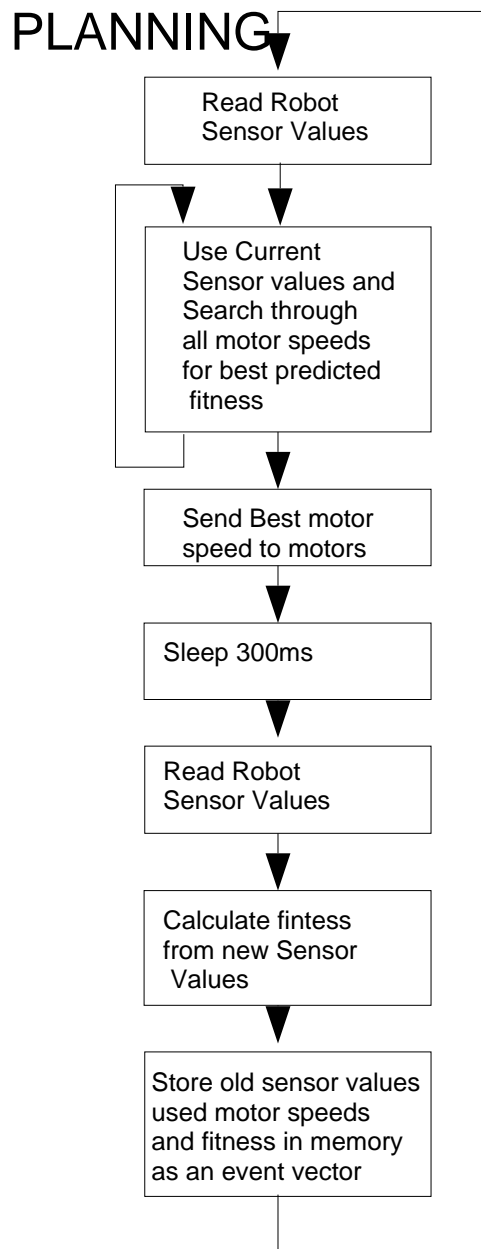 PLANNING
Read Robot
Sensor Values
Use Current
Sensor values and
Search through
all motor speeds
for best predicted
fitness
Send Best motor
speed to motors
Sleep 300ms
Read Robot
Sensor Values
Calculate fintess
from new Sensor
Values
Store old sensor values
used motor speeds
and fitness in memory
as an event vector